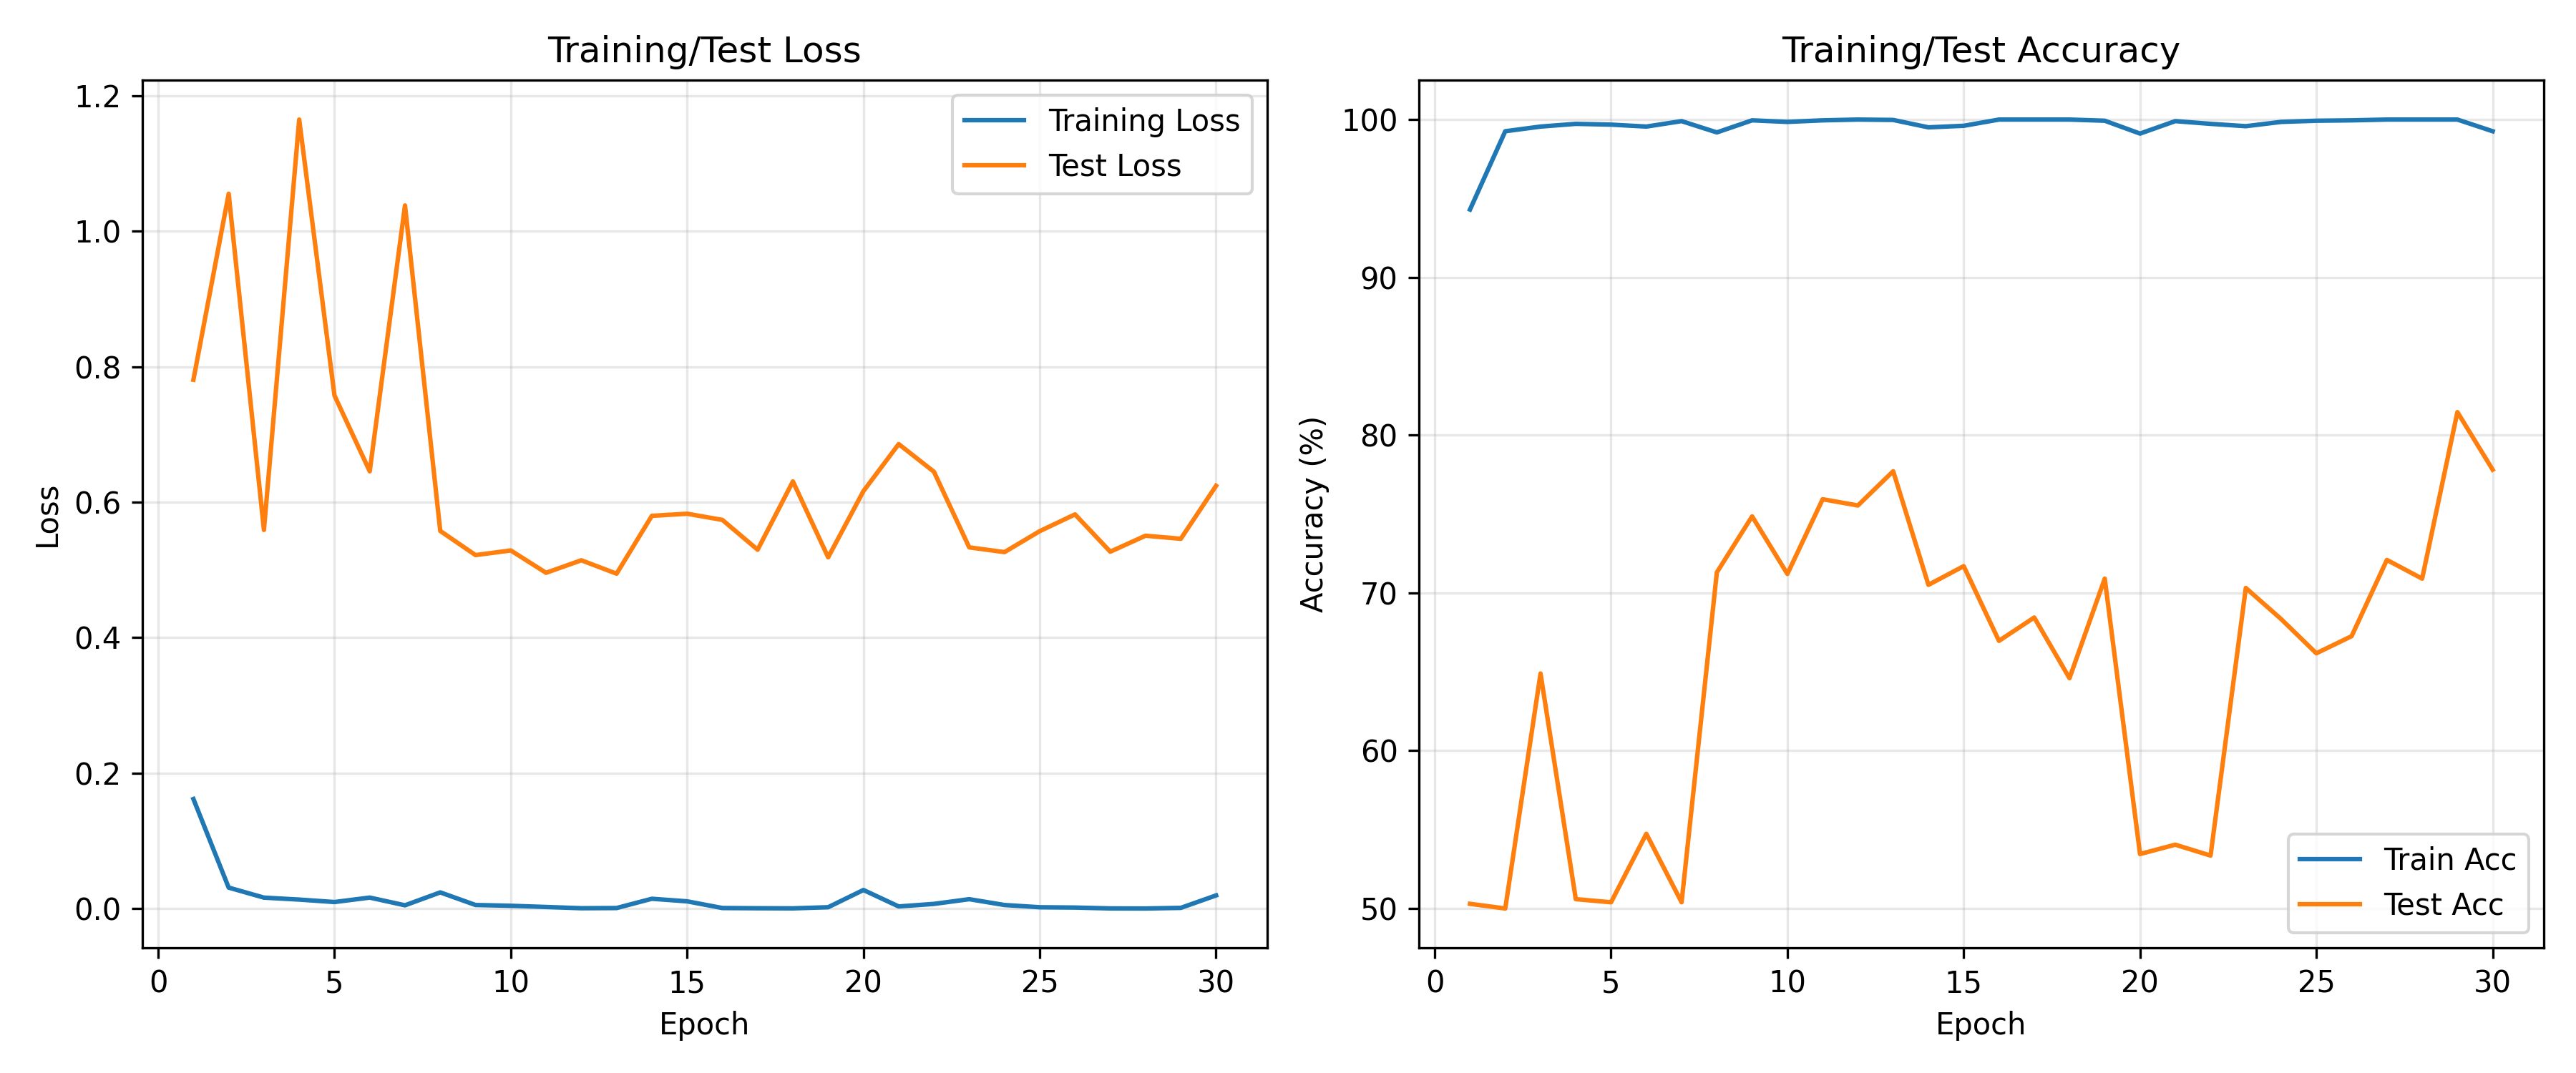 Training/Test Loss
1.2
1.0
0.8
0.6
0.4
0.2
0.0
Loss
Training Loss
Test Loss
0 5 10 15 20 25 30
Epoch
Training/Test Accuracy
100
90
80
70
60
50
Accuracy (%)
Train Acc
Test Acc
0 5 10 15 20 25 30
Epoch